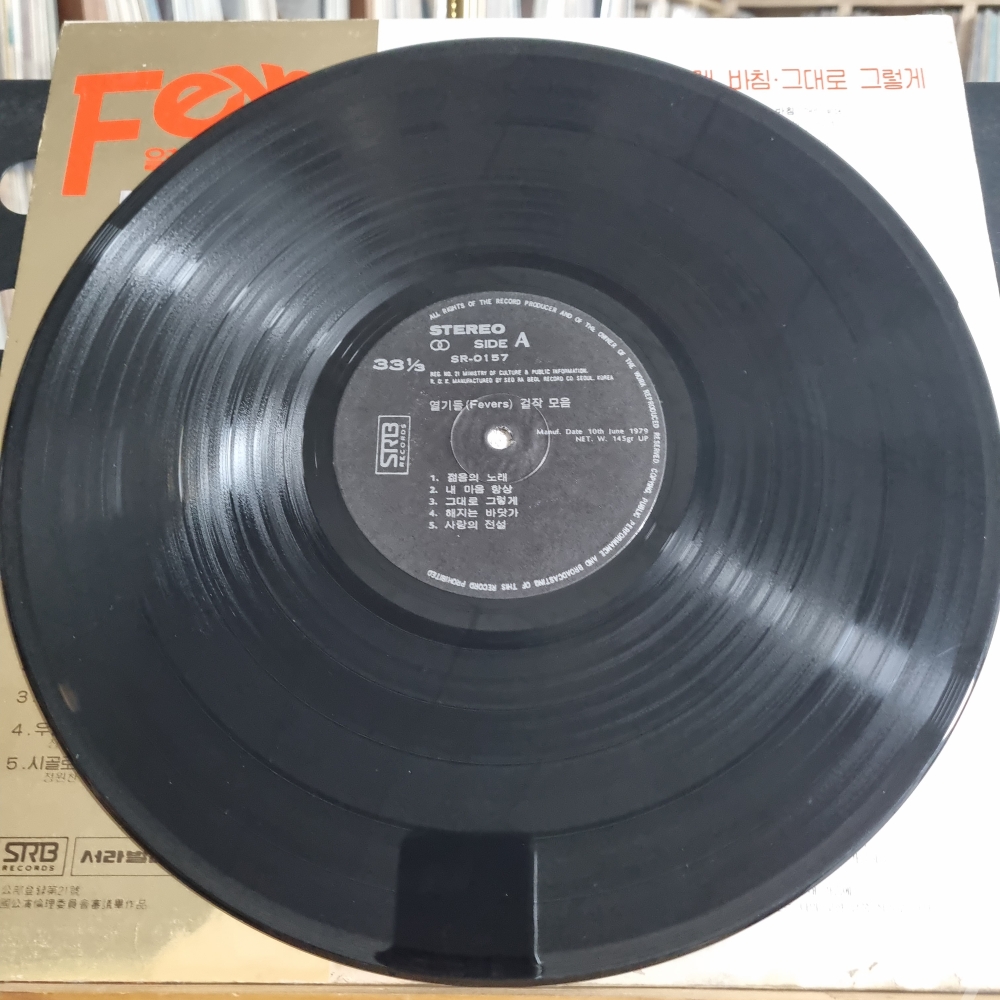 바침·그대로 그렇게
ALL RIGHTS OF THE RECORD PRODUCER AND OF THE OWNER OF THE WORK REPRODUCED RESERVED. COPYING, PUBLIC PERFORMANCE AND BROADCASTING OF THIS RECORD PROHIBITED
STEREO
SIDE A
SR-0157
33⅓
REG. NO. 21 MINISTRY OF CULTURE & PUBLIC INFORMATION.
R. O. K. MANUFACTURED BY SEO RA BEOL RECORD CO. SEOUL, KOREA
열기들(Fevers) 걸작 모음
Manuf. Date 10th June 1979
NET. W. 145gr UP
SRB
RECORDS
1. 젊음의 노래
2. 내 마음 항상
3. 그대로 그렇게
4. 해지는 바닷가
5. 사랑의 전설
3
4.
5.시골로
SRB
RECORDS
서라벌